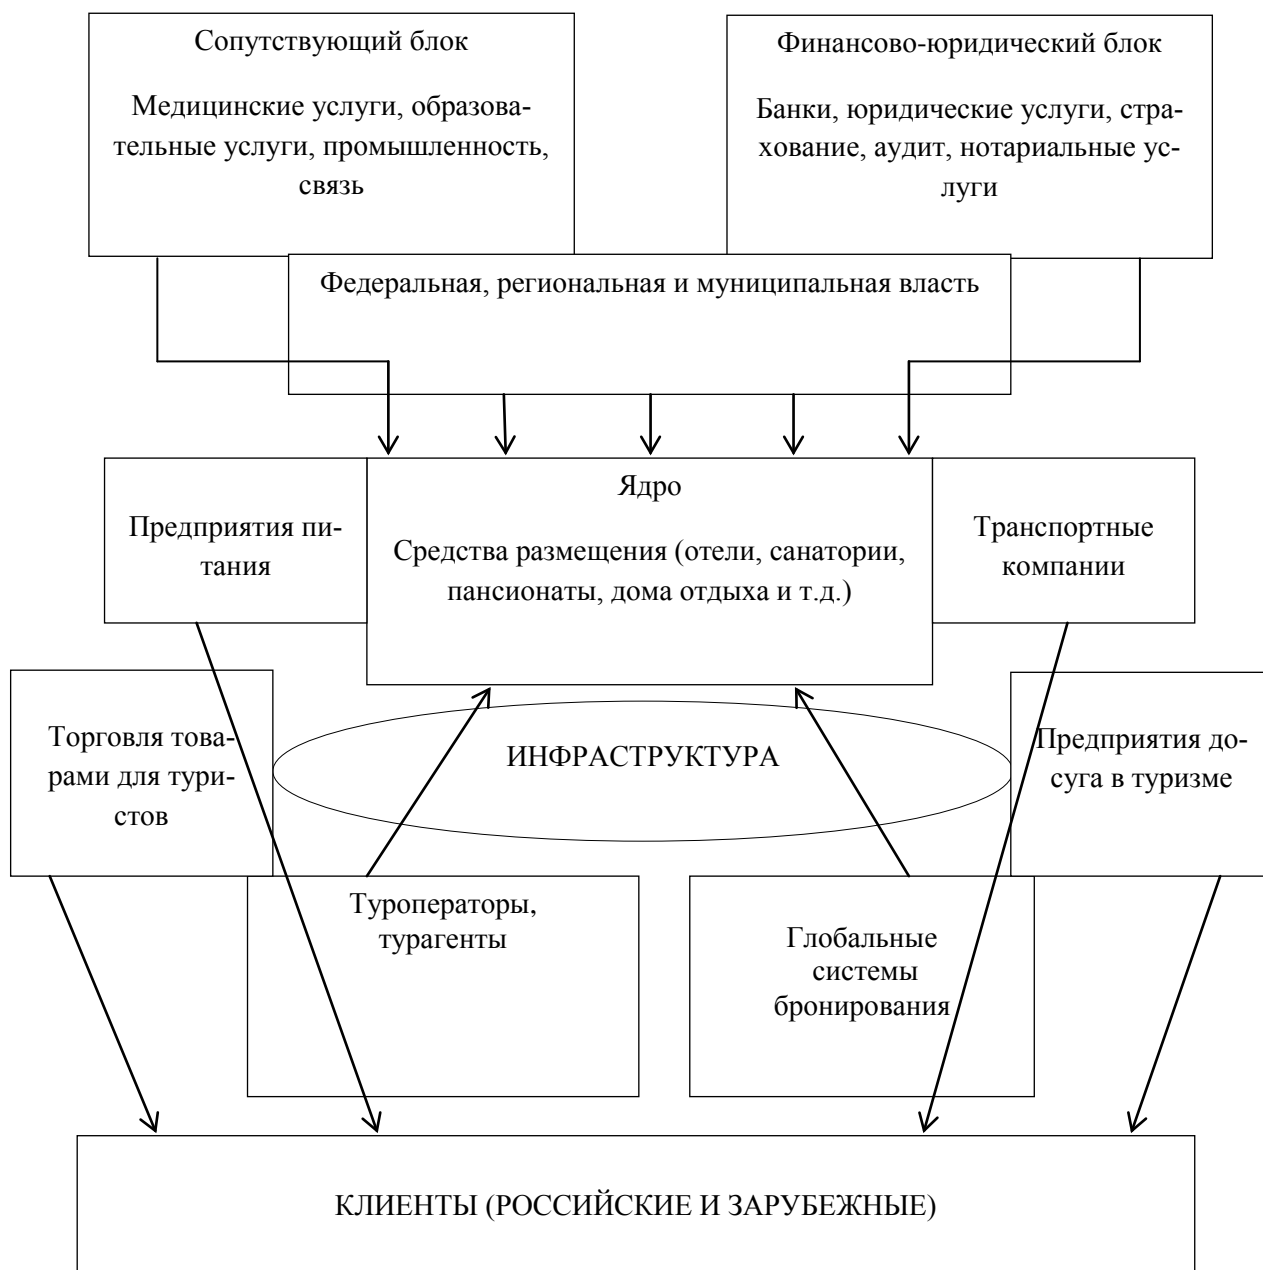 Сопутствующий блок
Медицинские услуги, образова-
тельные услуги, промышленность,
связь
Финансово-юридический блок
Банки, юридические услуги, стра-
хование, аудит, нотариальные ус-
луги
Федеральная, региональная и муниципальная власть
Предприятия пи-
тания
Ядро
Средства размещения (отели, санатории,
пансионаты, дома отдыха и т.д.)
Транспортные
компании
Торговля това-
рами для тури-
стов
ИНФРАСТРУКТУРА
Предприятия до-
суга в туризме
Туроператоры,
турагенты
Глобальные
системы
бронирования
КЛИЕНТЫ (РОССИЙСКИЕ И ЗАРУБЕЖНЫЕ)